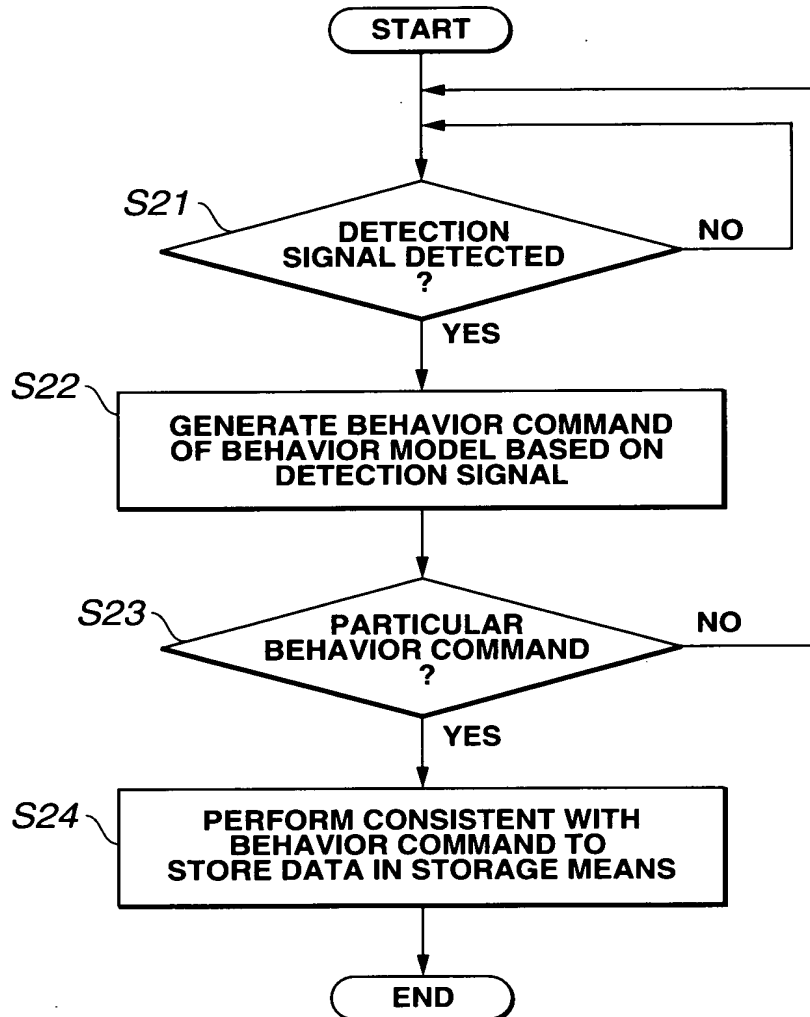 START
S21
DETECTION
SIGNAL DETECTED
?
NO
YES
S22
GENERATE BEHAVIOR COMMAND
OF BEHAVIOR MODEL BASED ON
DETECTION SIGNAL
S23
PARTICULAR
BEHAVIOR COMMAND
?
NO
YES
S24
PERFORM CONSISTENT WITH
BEHAVIOR COMMAND TO
STORE DATA IN STORAGE MEANS
END